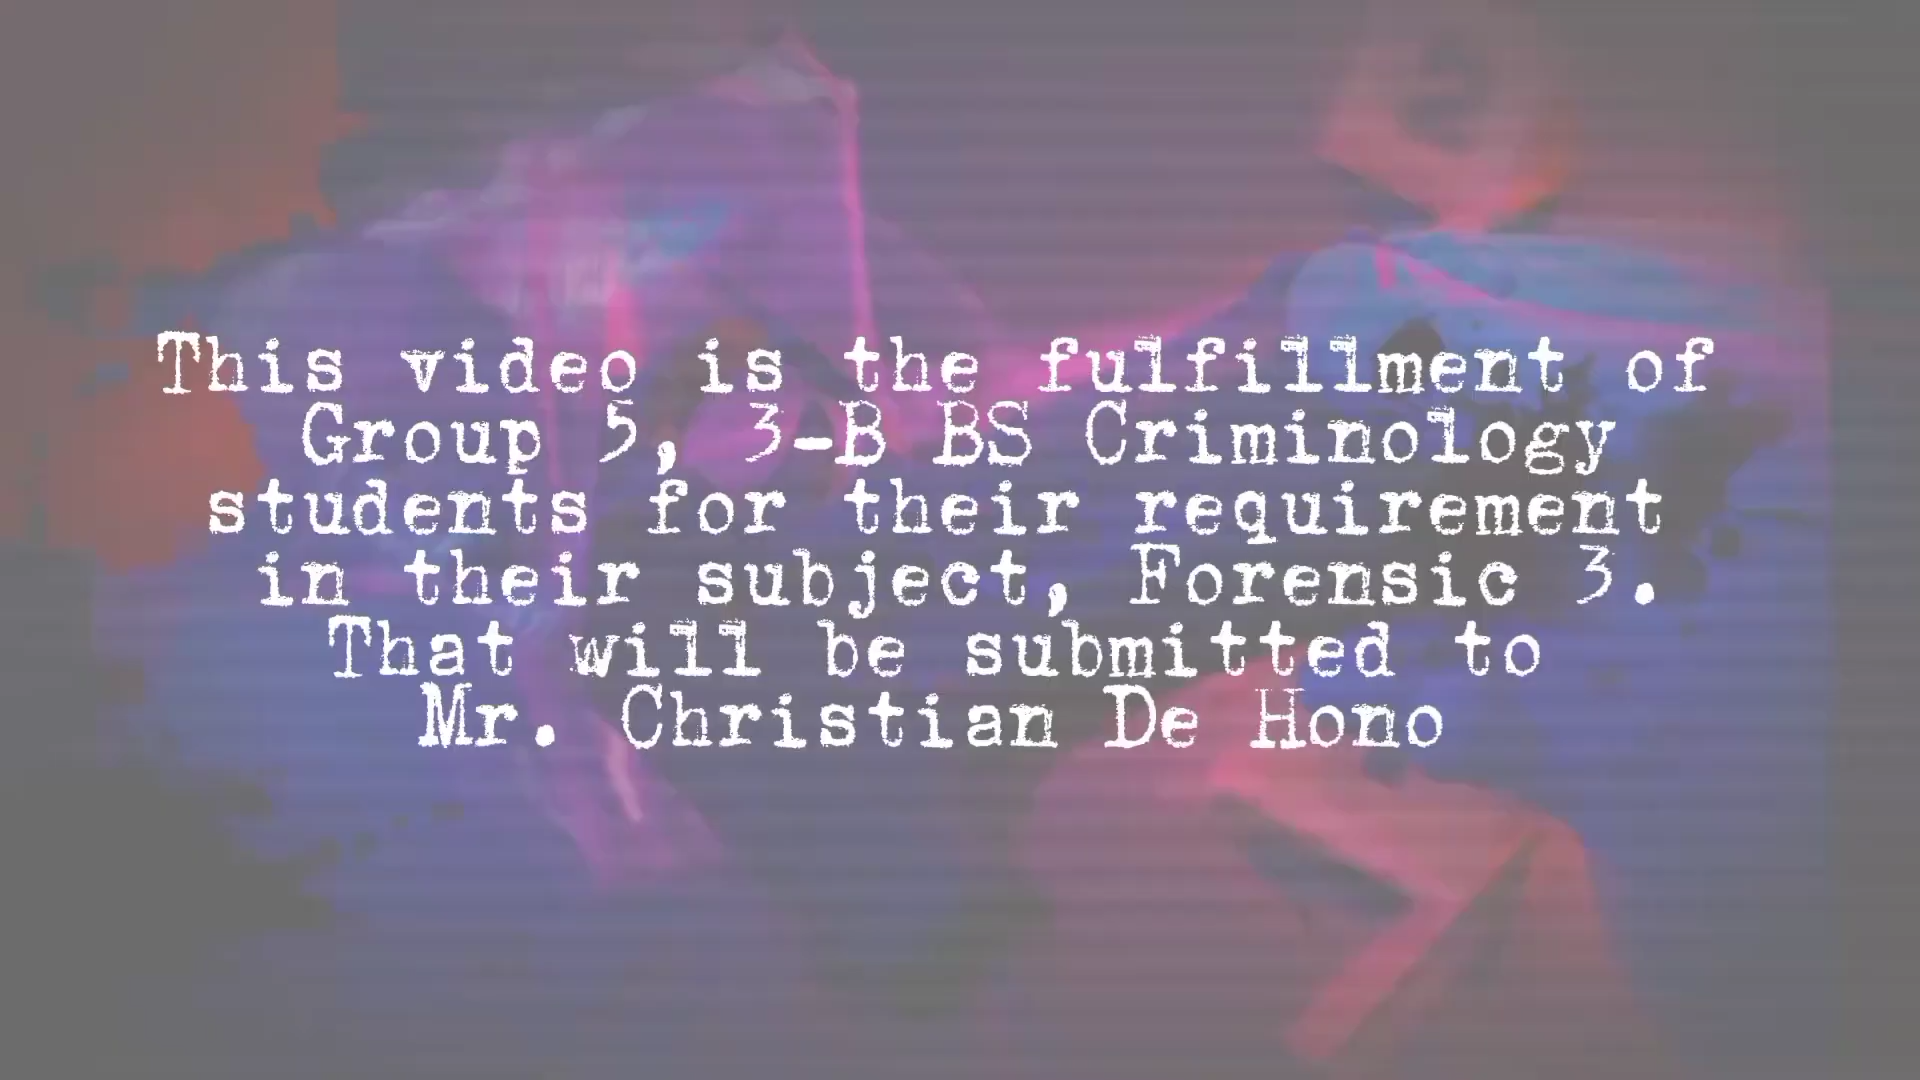 This video is the fulfillment of
Group 5, 3-B BS Criminology
students for their requirement
in their subject, Forensic 3.
That will be submitted to
Mr. Christian De Hono